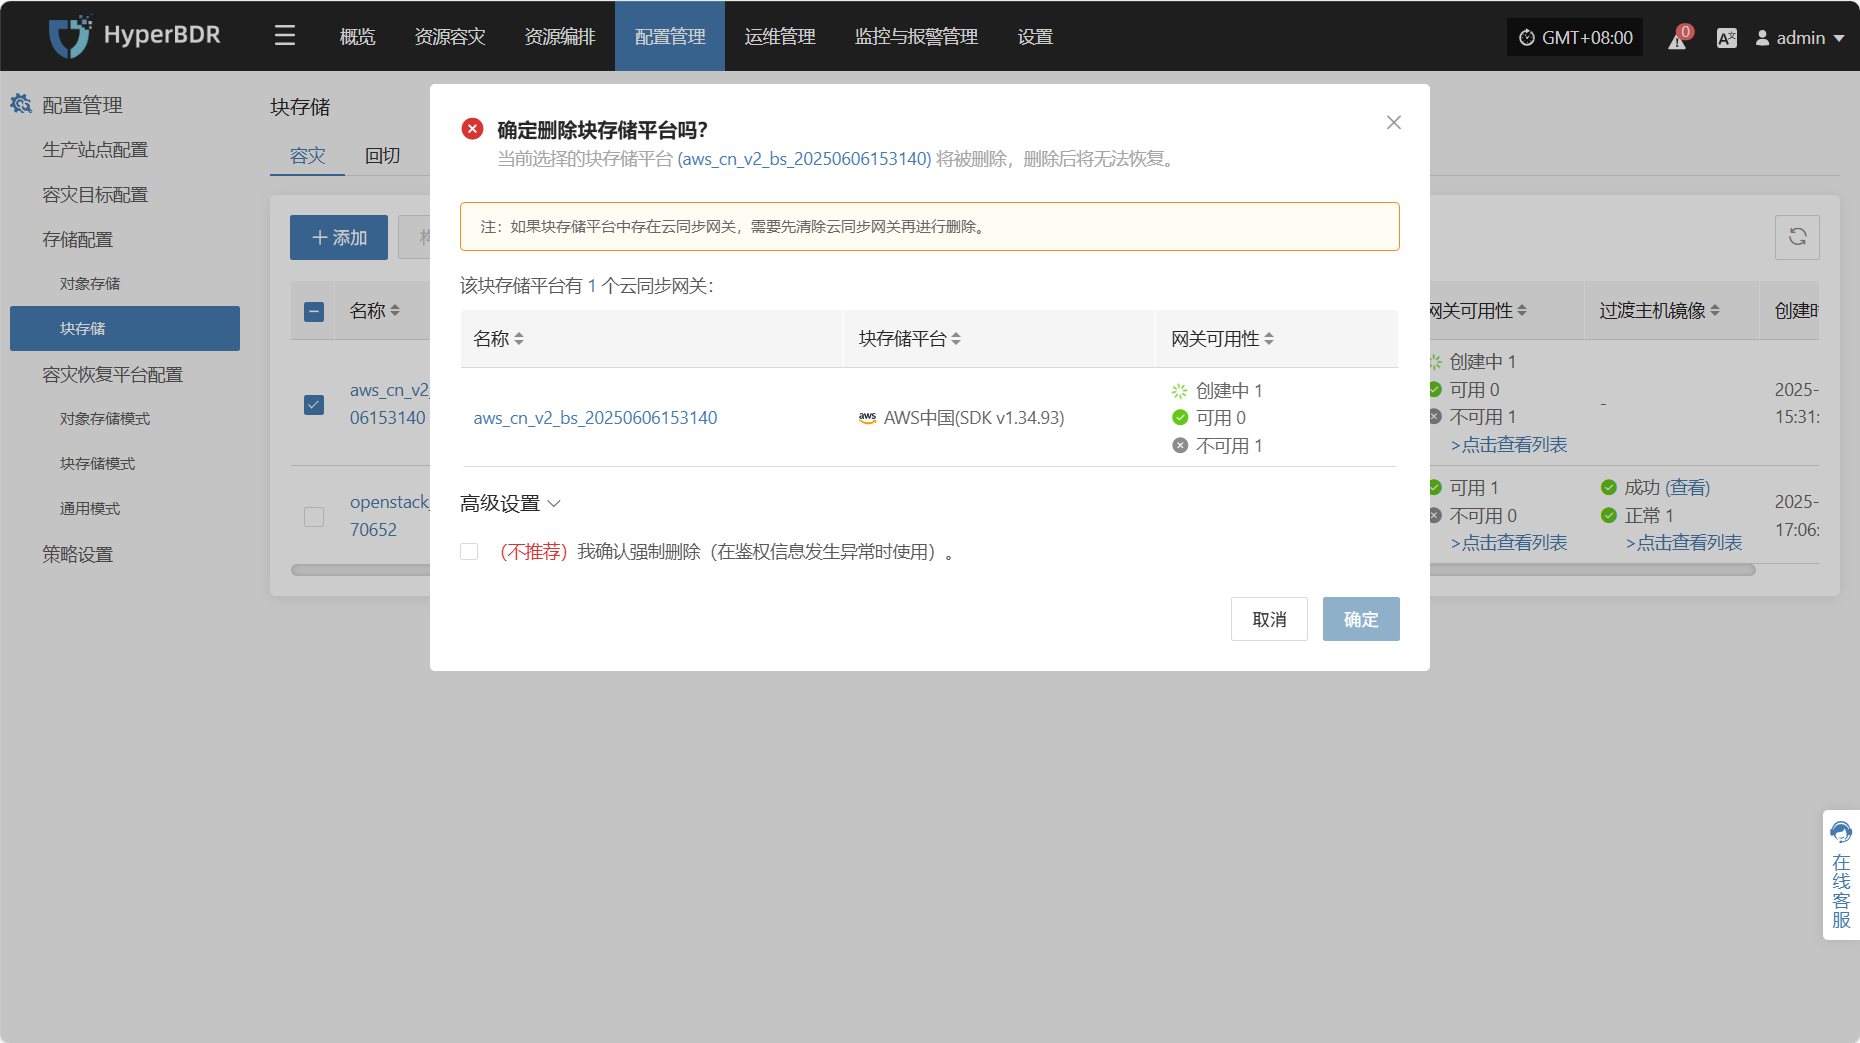 HyperBDR
概览
资源容灾
资源编排
配置管理
运维管理
监控与报警管理
设置
GMT+08:00
0
admin
配置管理
生产站点配置
容灾目标配置
存储配置
对象存储
块存储
容灾恢复平台配置
对象存储模式
块存储模式
通用模式
策略设置
块存储
容灾
回切
添加
名称
网关可用性
过渡主机镜像
aws_cn_v2_
06153140
创建中 1
可用 0
不可用 1
>点击查看列表
-
2025-
15:31:
openstack_
70652
可用 1
不可用 0
>点击查看列表
成功 (查看)
正常 1
>点击查看列表
2025-
17:06:
确定删除块存储平台吗？
当前选择的块存储平台 (aws_cn_v2_bs_20250606153140) 将被删除，删除后将无法恢复。
注：如果块存储平台中存在云同步网关，需要先清除云同步网关再进行删除。
该块存储平台有 1 个云同步网关：
名称
块存储平台
网关可用性
aws_cn_v2_bs_20250606153140
aws AWS中国(SDK v1.34.93)
创建中 1
可用 0
不可用 1
高级设置
（不推荐）我确认强制删除（在鉴权信息发生异常时使用）。
取消
确定
在线客服